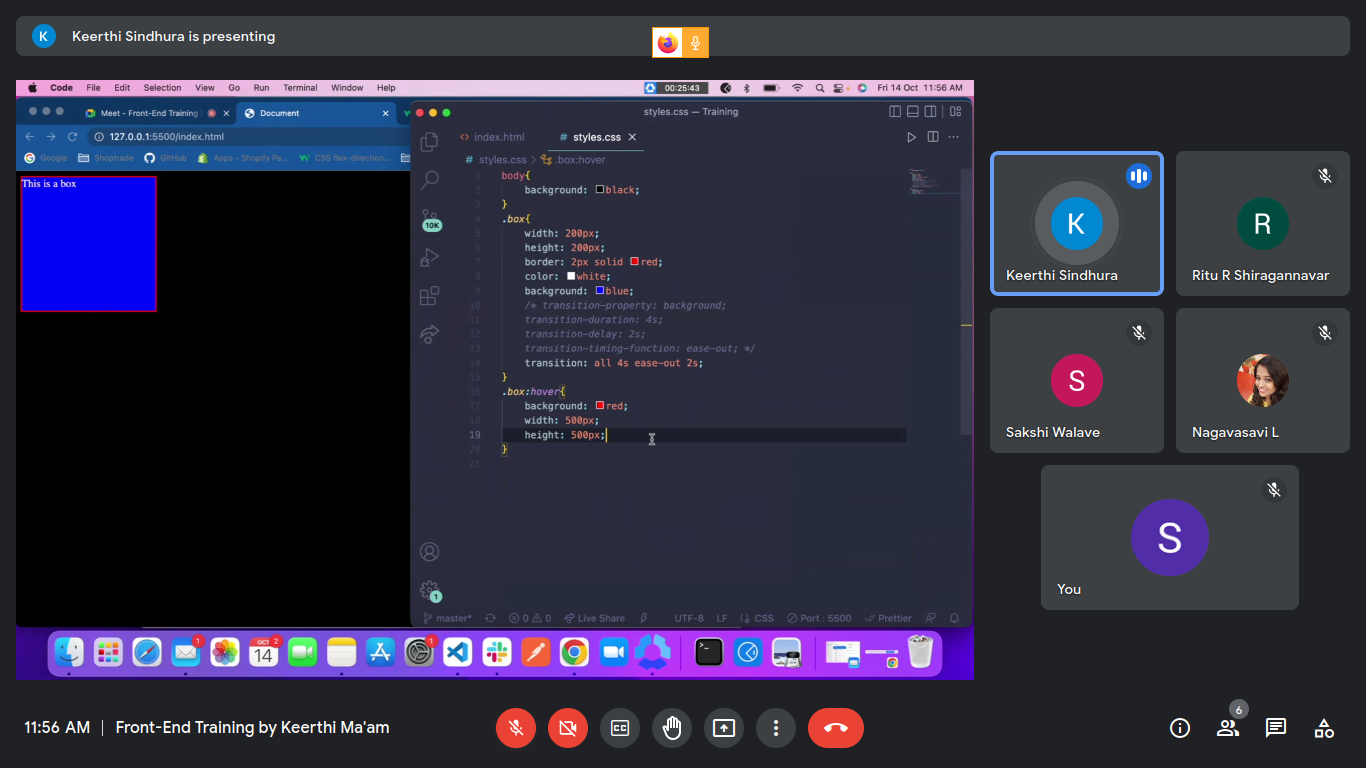 K
Keerthi Sindhura is presenting
Code File Edit Selection View Go Run Terminal Window Help
00:25:43
Fri 14 Oct 11:56 AM
Meet - Front-End Training
Document
127.0.0.1:5500/index.html
Google Shoptrade GitHub Apps - Shopify Pa... CSS flex-direction...
This is a box
styles.css — Training
index.html
# styles.css
# styles.css > .box:hover
1 body{
2 background: black;
3 }
4 .box{
5 width: 200px;
6 height: 200px;
7 border: 2px solid red;
8 color: white;
9 background: blue;
10 /* transition-property: background;
11 transition-duration: 4s;
12 transition-delay: 2s;
13 transition-timing-function: ease-out; */
14 transition: all 4s ease-out 2s;
15 }
16 .box:hover{
17 background: red;
18 width: 500px;
19 height: 500px;
20 }
21
10K
1
master* 0 0 Live Share UTF-8 LF CSS Port : 5500 Prettier
1
OCT 2
14
1
K
Keerthi Sindhura
R
Ritu R Shiragannavar
S
Sakshi Walave
Nagavasavi L
S
You
11:56 AM | Front-End Training by Keerthi Ma'am
CC
6